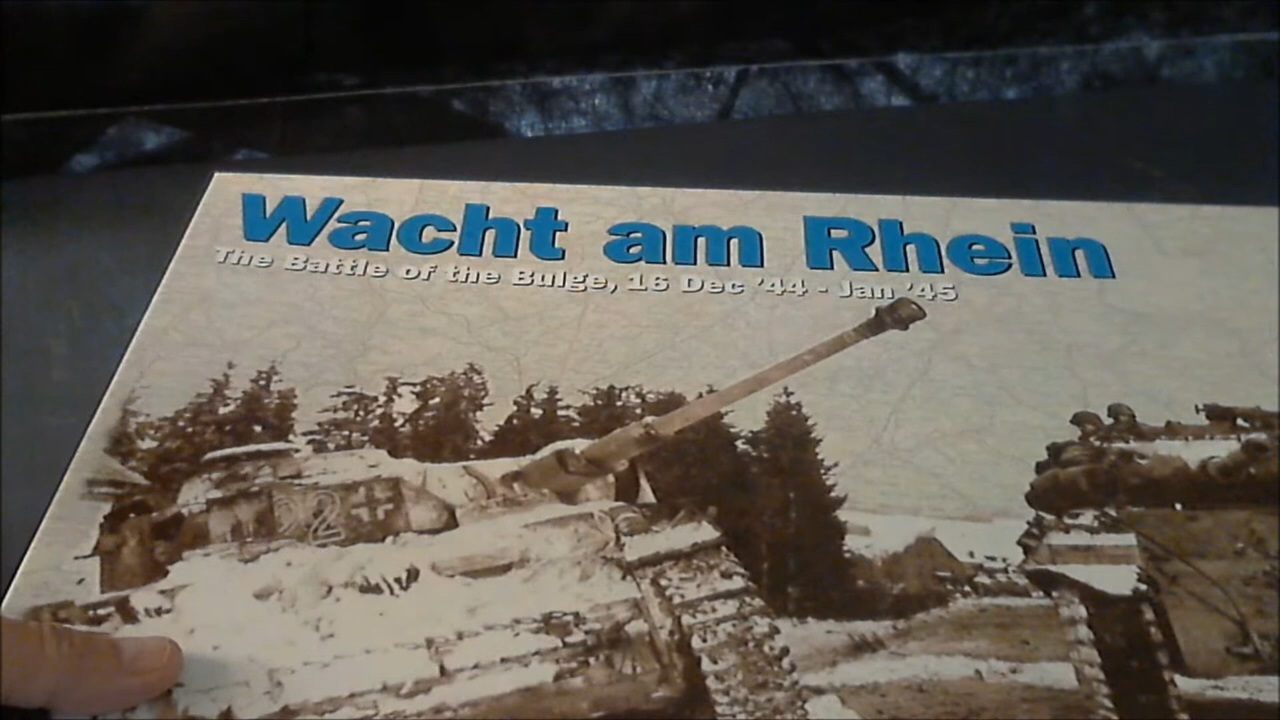 Wacht am Rhein
The Battle of the Bulge, 16 Dec '44 - Jan '45